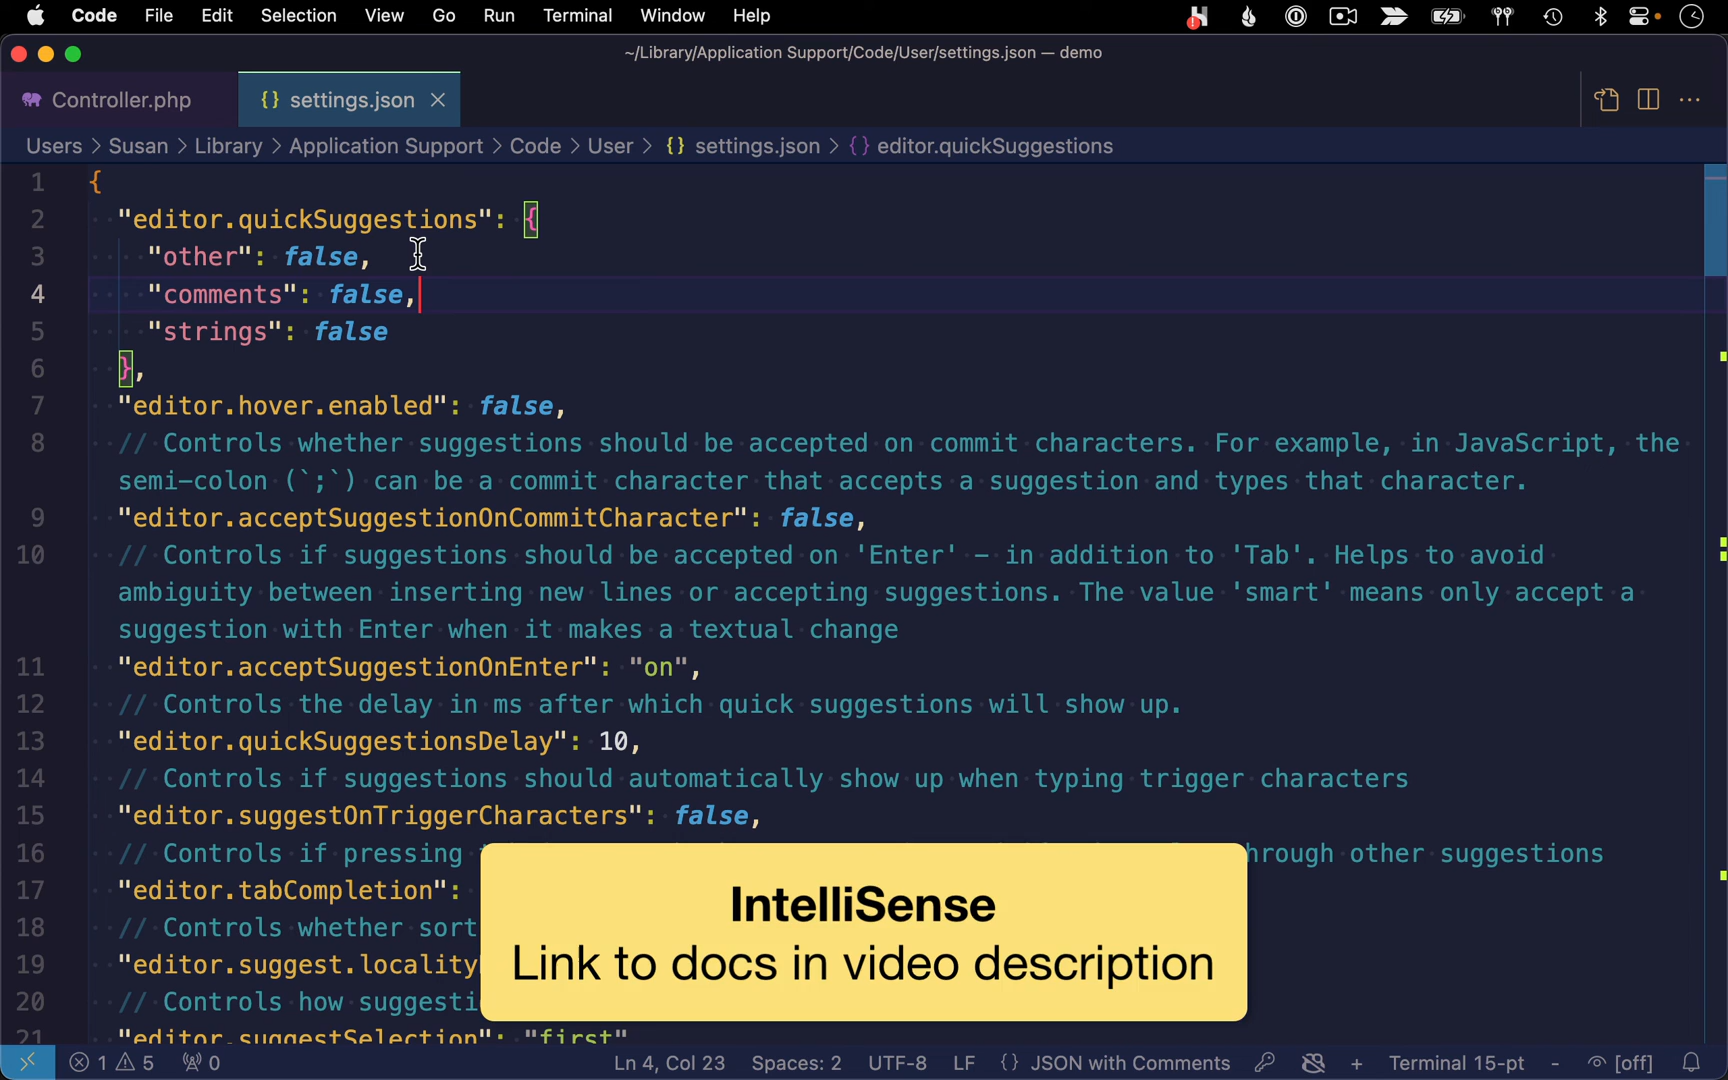 Code File Edit Selection View Go Run Terminal Window Help
~/Library/Application Support/Code/User/settings.json — demo
Controller.php {} settings.json
Users > Susan > Library > Application Support > Code > User > {} settings.json > {} editor.quickSuggestions
1 {
2 "editor.quickSuggestions": {
3 "other": false,
4 "comments": false,
5 "strings": false
6 },
7 "editor.hover.enabled": false,
8 // Controls whether suggestions should be accepted on commit characters. For example, in JavaScript, the
semi-colon (`;`) can be a commit character that accepts a suggestion and types that character.
9 "editor.acceptSuggestionOnCommitCharacter": false,
10 // Controls if suggestions should be accepted on 'Enter' - in addition to 'Tab'. Helps to avoid
ambiguity between inserting new lines or accepting suggestions. The value 'smart' means only accept a
suggestion with Enter when it makes a textual change
11 "editor.acceptSuggestionOnEnter": "on",
12 // Controls the delay in ms after which quick suggestions will show up.
13 "editor.quickSuggestionsDelay": 10,
14 // Controls if suggestions should automatically show up when typing trigger characters
15 "editor.suggestOnTriggerCharacters": false,
16 // Controls if pressing hrough other suggestions
17 "editor.tabCompletion":
18 // Controls whether sort
19 "editor.suggest.locality
20 // Controls how suggesti
21 "editor.suggestSelection": "first"
IntelliSense
Link to docs in video description
1 5 0 Ln 4, Col 23 Spaces: 2 UTF-8 LF {} JSON with Comments + Terminal 15-pt - [off]